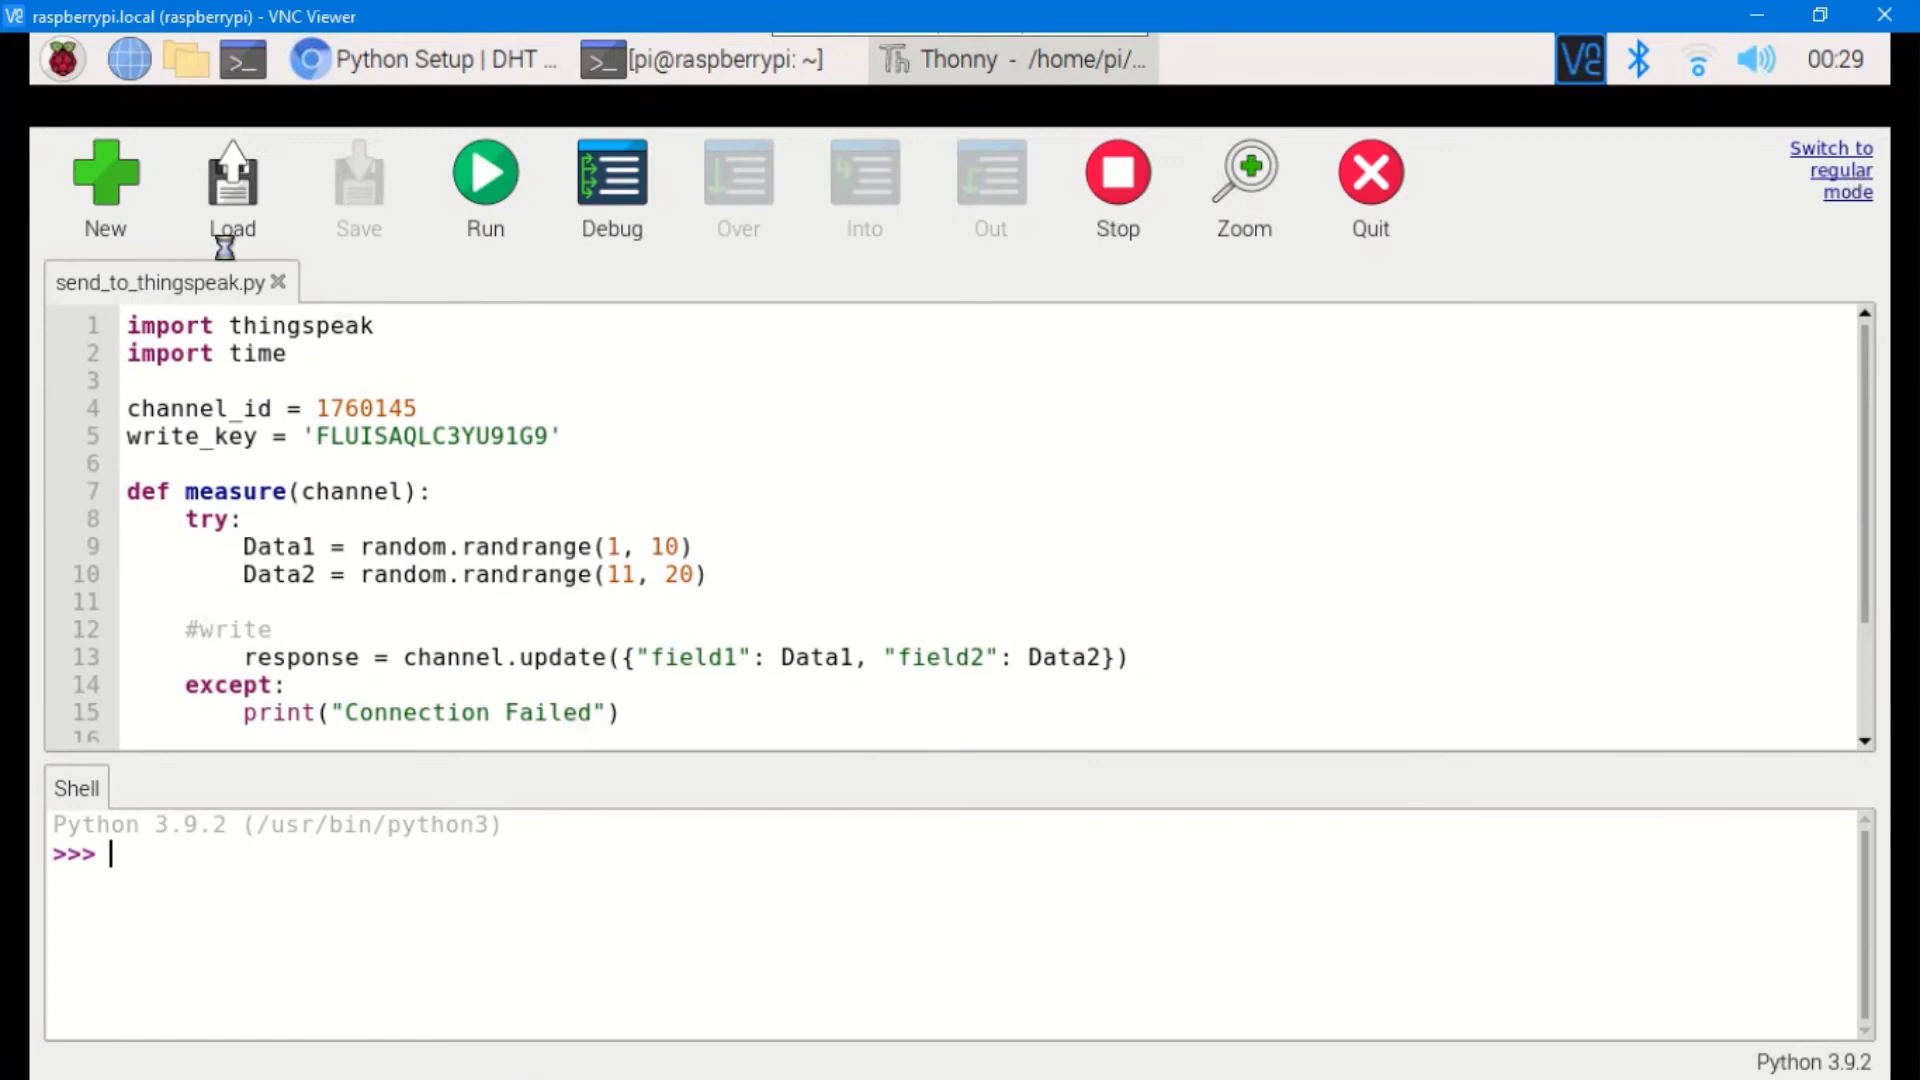 raspberrypi.local (raspberrypi) - VNC Viewer
Python Setup | DHT ... [pi@raspberrypi: ~] Thonny - /home/pi/... 00:29
New Load Save Run Debug Over Into Out Stop Zoom Quit
Switch to
regular
mode
send_to_thingspeak.py
1 import thingspeak
2 import time
3
4 channel_id = 1760145
5 write_key = 'FLUISAQLC3YU91G9'
6
7 def measure(channel):
8 try:
9 Data1 = random.randrange(1, 10)
10 Data2 = random.randrange(11, 20)
11
12 #write
13 response = channel.update({"field1": Data1, "field2": Data2})
14 except:
15 print("Connection Failed")
16
Shell
Python 3.9.2 (/usr/bin/python3)
>>>
Python 3.9.2